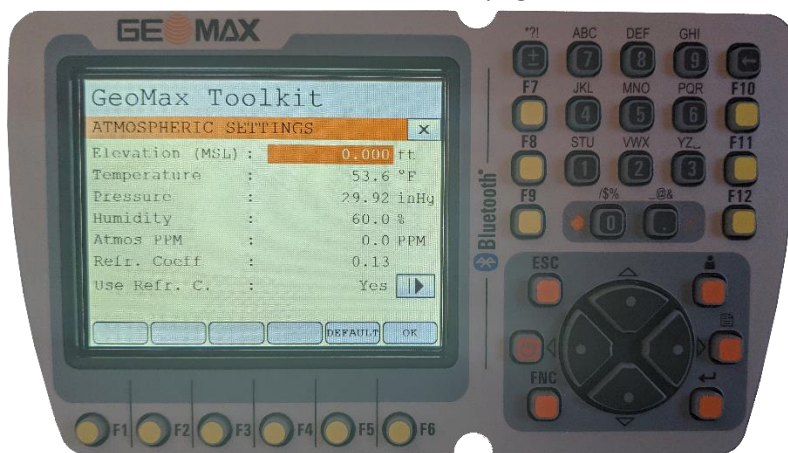 GEOMAX
GeoMax Toolkit
ATMOSPHERIC SETTINGS X
Elevation (MSL) : 0.000 ft
Temperature : 53.6 °F
Pressure : 29.92 inHg
Humidity : 60.0 %
Atmos PPM : 0.0 PPM
Refr. Coeff : 0.13
Use Refr. C. : Yes
DEFAULT OK
F1 F2 F3 F4 F5 F6
Bluetooth
*?! ABC DEF GHI
± 7 8 9 ←
F7 JKL MNO PQR F10
4 5 6
F8 STU VWX YZ_ F11
1 2 3
F9 /$% _@& F12
0 .
ESC
FNC